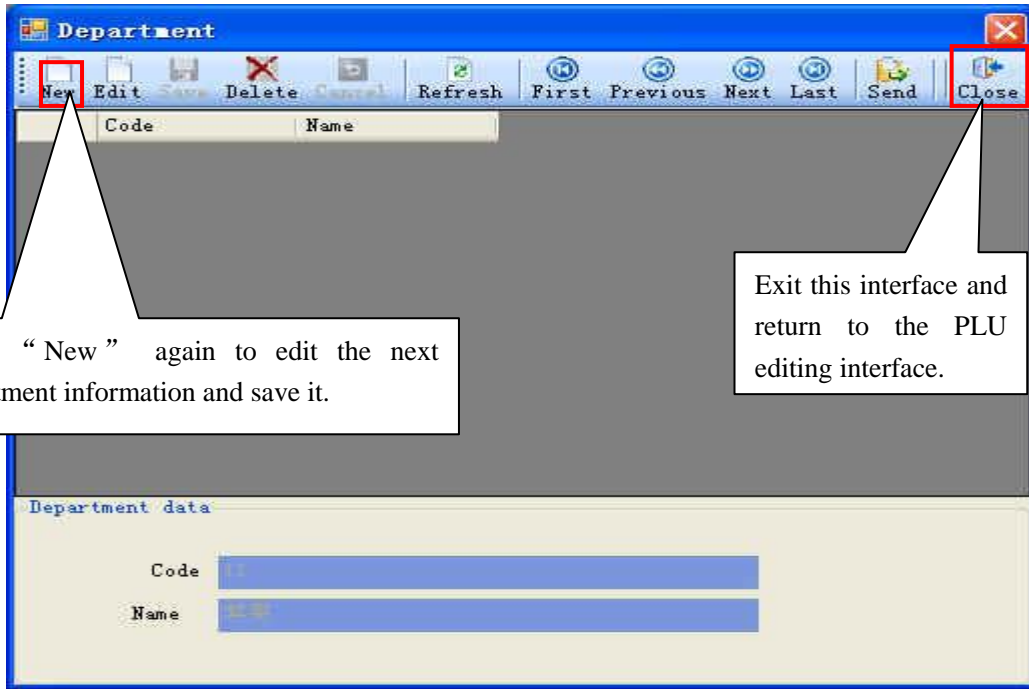 Department
New Edit Save Delete Cancel Refresh First Previous Next Last Send Close
Code Name
Exit this interface and
return to the PLU
editing interface.
“ New ” again to edit the next
ment information and save it.
Department data
Code
Name